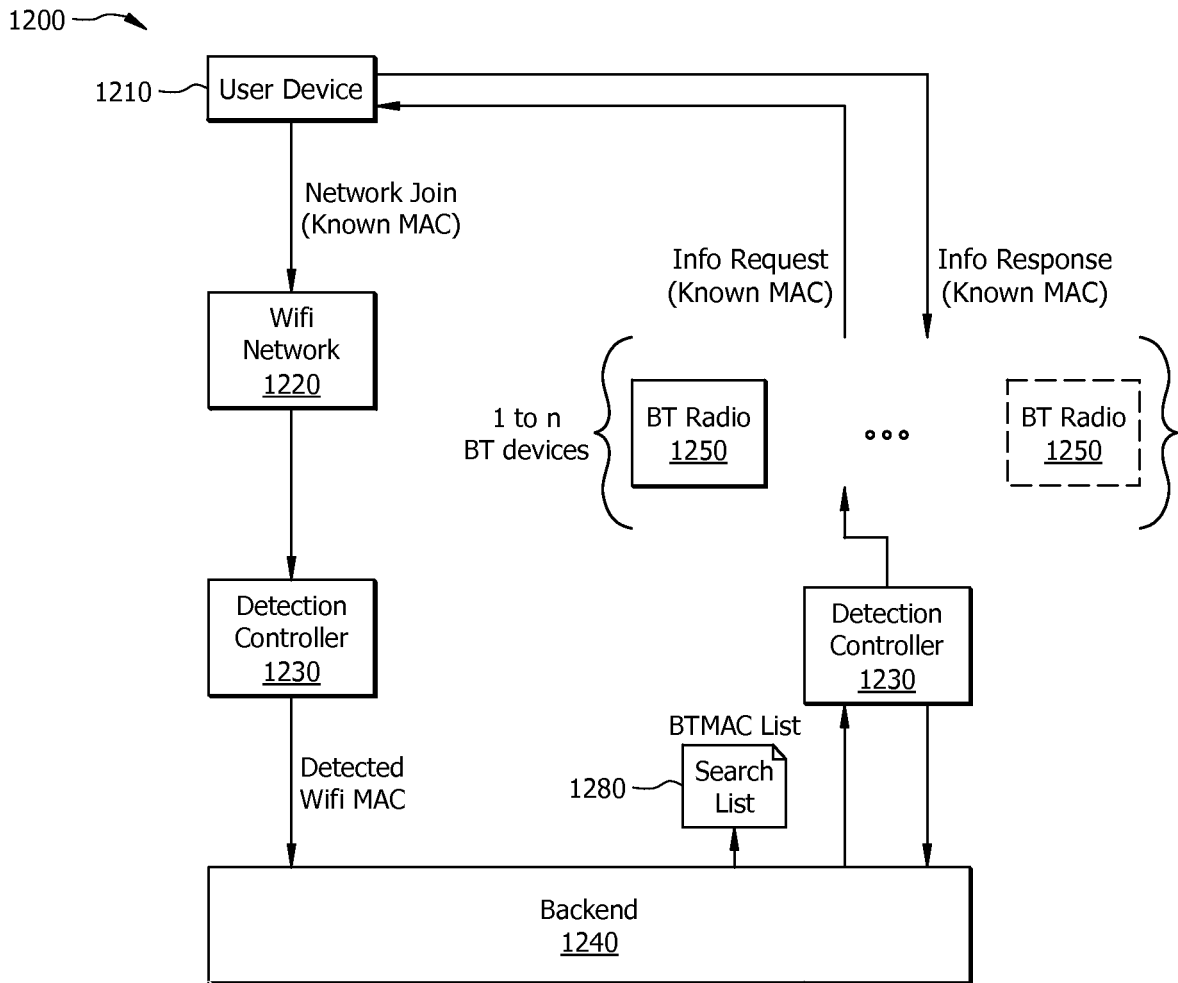 1200
1210
User Device
Network Join
(Known MAC)
Info Request
(Known MAC)
Info Response
(Known MAC)
Wifi
Network
1220
1 to n
BT devices
BT Radio
1250
BT Radio
1250
Detection
Controller
1230
Detection
Controller
1230
Detected
Wifi MAC
BTMAC List
1280
Search
List
Backend
1240